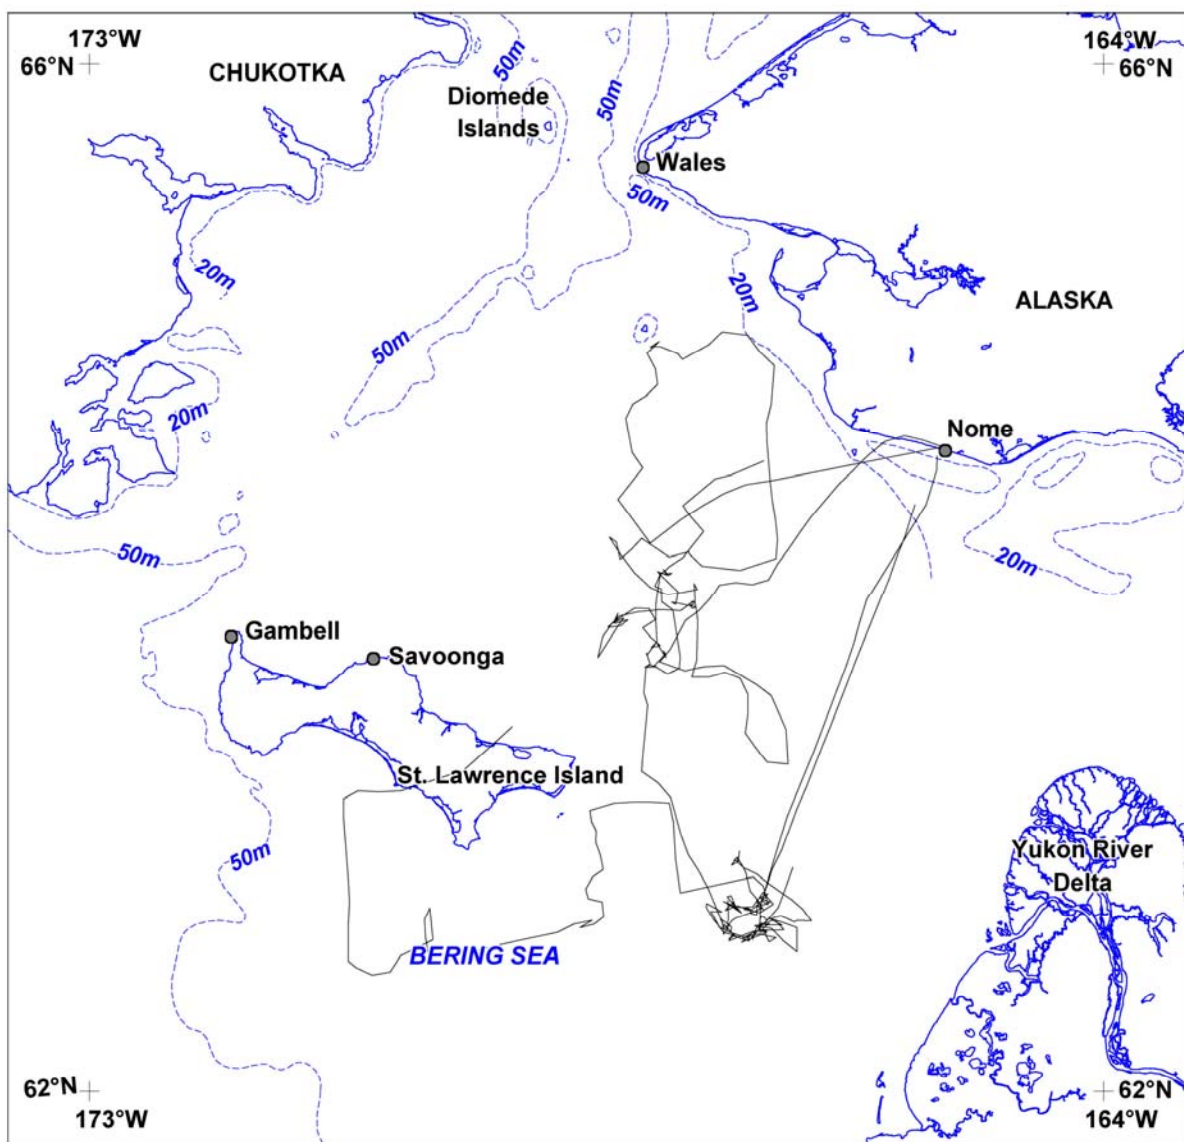 173°W
164°W
66°N
66°N
CHUKOTKA
50m
Diomede
Islands
50m
Wales
50m
20m
20m
ALASKA
50m
20m
Nome
50m
20m
Gambell
Savoonga
St. Lawrence Island
50m
Yukon River
Delta
BERING SEA
62°N
62°N
173°W
164°W